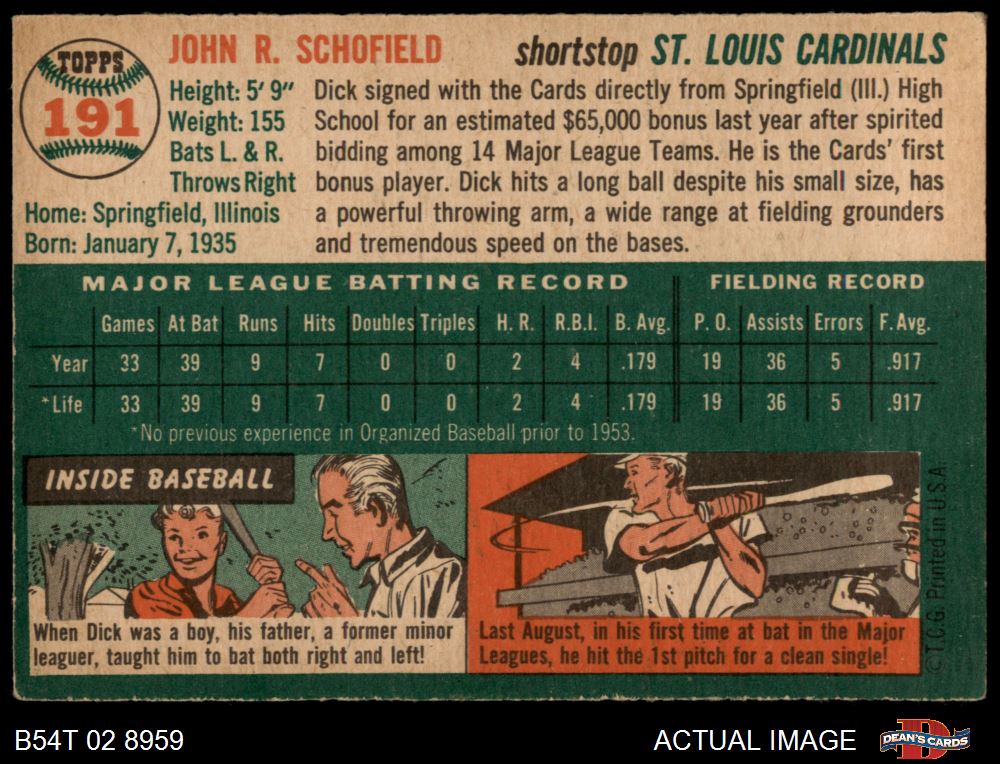 TOPPS
191
JOHN R. SCHOFIELD
shortstop ST. LOUIS CARDINALS
Height: 5' 9"
Weight: 155
Bats L. & R.
Throws Right
Home: Springfield, Illinois
Born: January 7, 1935
Dick signed with the Cards directly from Springfield (Ill.) High
School for an estimated $65,000 bonus last year after spirited
bidding among 14 Major League Teams. He is the Cards' first
bonus player. Dick hits a long ball despite his small size, has
a powerful throwing arm, a wide range at fielding grounders
and tremendous speed on the bases.
MAJOR LEAGUE BATTING RECORD FIELDING RECORD
Games At Bat Runs Hits Doubles Triples H. R. R.B.I. B. Avg. P. O. Assists Errors F. Avg.
Year 33 39 9 7 0 0 2 4 .179 19 36 5 .917
*Life 33 39 9 7 0 0 2 4 .179 19 36 5 .917
*No previous experience in Organized Baseball prior to 1953.
INSIDE BASEBALL
When Dick was a boy, his father, a former minor
leaguer, taught him to bat both right and left!
Last August, in his first time at bat in the Major
Leagues, he hit the 1st pitch for a clean single!
©T.C.G. Printed in U.S.A.
B54T 02 8959
ACTUAL IMAGE
DEAN'S CARDS